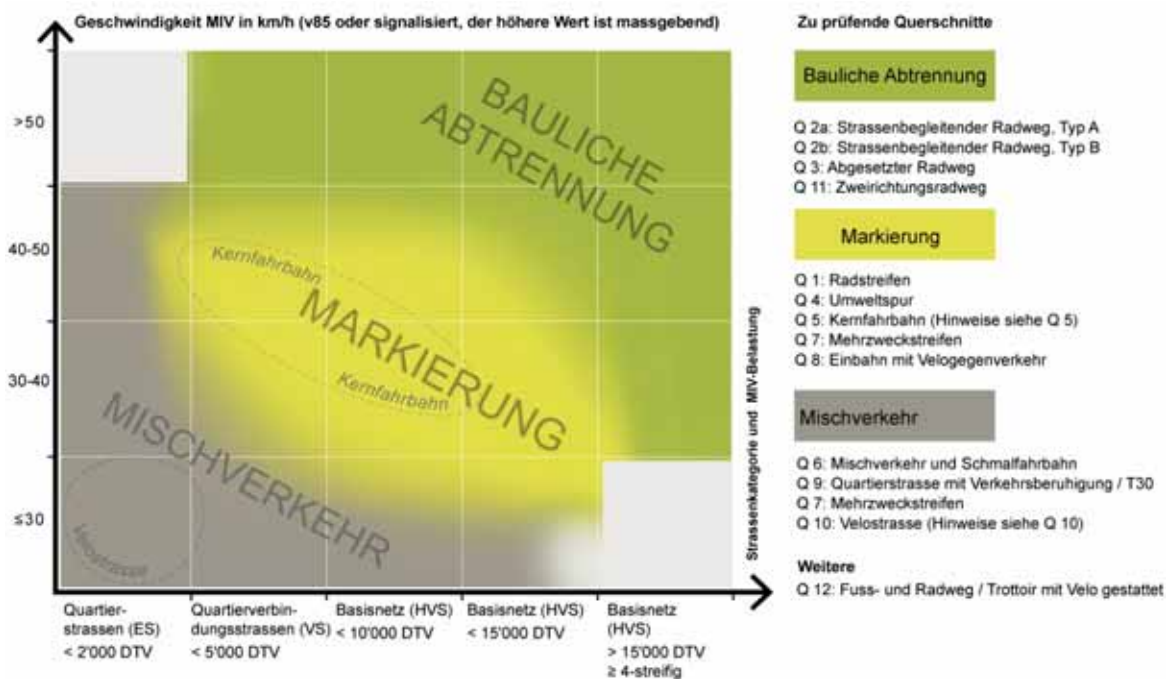 Geschwindigkeit MIV in km/h (v85 oder signalisiert, der höhere Wert ist massgebend)
>50
40-50
30-40
≤30
BAULICHE
ABTRENNUNG
Kernfahrbahn
MARKIERUNG
Kernfahrbahn
MISCHVERKEHR
Velostrasse
Strassenkategorie und MIV-Belastung
Quartier-
strassen (ES)
< 2'000 DTV
Quartierverbin-
dungsstrassen (VS)
< 5'000 DTV
Basisnetz (HVS)
< 10'000 DTV
Basisnetz (HVS)
< 15'000 DTV
Basisnetz
(HVS)
> 15'000 DTV
≥ 4-streifig
Zu prüfende Querschnitte
Bauliche Abtrennung
Q 2a: Strassenbegleitender Radweg, Typ A
Q 2b: Strassenbegleitender Radweg, Typ B
Q 3: Abgesetzter Radweg
Q 11: Zweirichtungsradweg
Markierung
Q 1: Radstreifen
Q 4: Umweltspur
Q 5: Kernfahrbahn (Hinweise siehe Q 5)
Q 7: Mehrzweckstreifen
Q 8: Einbahn mit Velogegenverkehr
Mischverkehr
Q 6: Mischverkehr und Schmalfahrbahn
Q 9: Quartierstrasse mit Verkehrsberuhigung / T30
Q 7: Mehrzweckstreifen
Q 10: Velostrasse (Hinweise siehe Q 10)
Weitere
Q 12: Fuss- und Radweg / Trottoir mit Velo gestattet